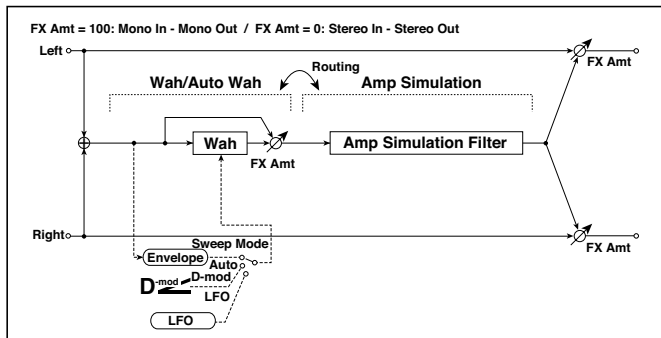 FX Amt = 100: Mono In - Mono Out / FX Amt = 0: Stereo In - Stereo Out
Left
FX Amt
Routing
Wah/Auto Wah
Amp Simulation
Wah
FX Amt
Amp Simulation Filter
Right
FX Amt
Sweep Mode
Envelope
Auto
D-mod
D-mod
LFO
LFO